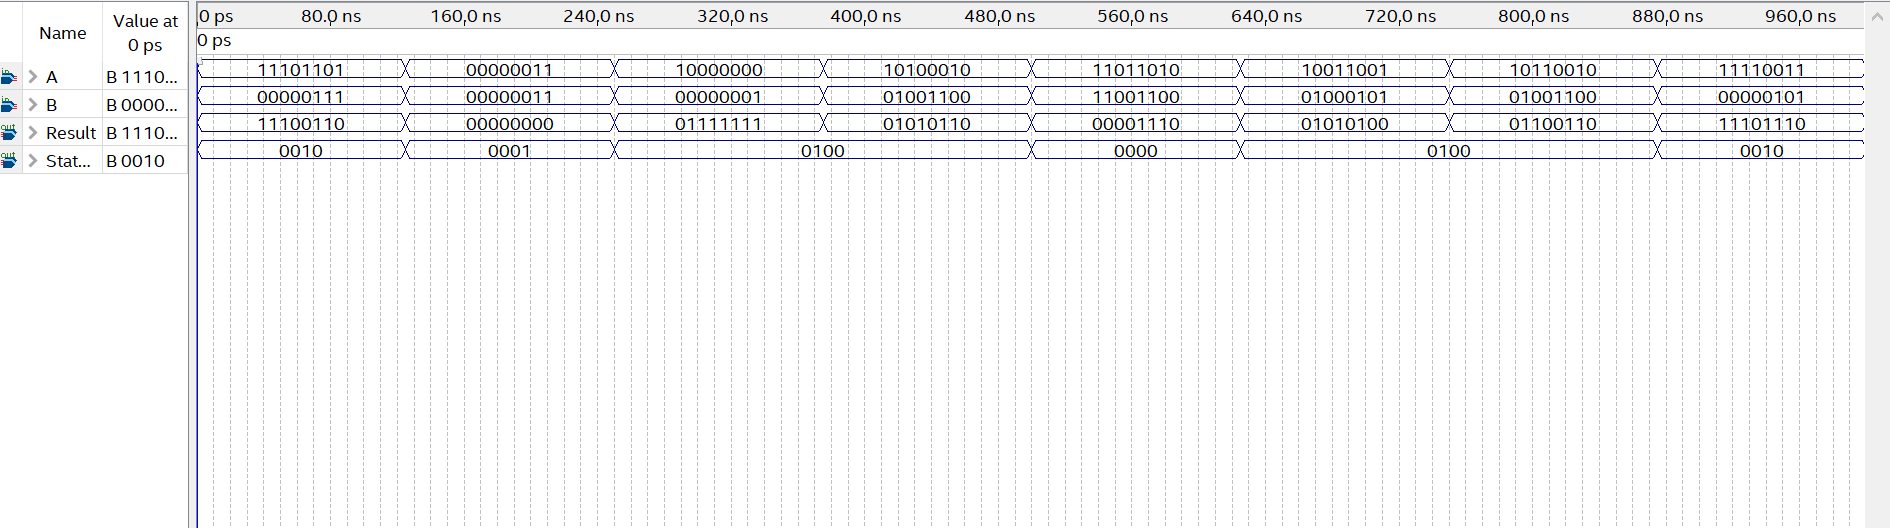 Name Value at 0 ps
0 ps 80.0 ns 160,0 ns 240,0 ns 320,0 ns 400,0 ns 480,0 ns 560,0 ns 640,0 ns 720,0 ns 800,0 ns 880,0 ns 960,0 ns
0 ps
A B 1110... 11101101 00000011 10000000 10100010 11011010 10011001 10110010 11110011
B B 0000... 00000111 00000011 00000001 01001100 11001100 01000101 01001100 00000101
Result B 1110... 11100110 00000000 01111111 01010110 00001110 01010100 01100110 11101110
Stat... B 0010 0010 0001 0100 0000 0100 0010